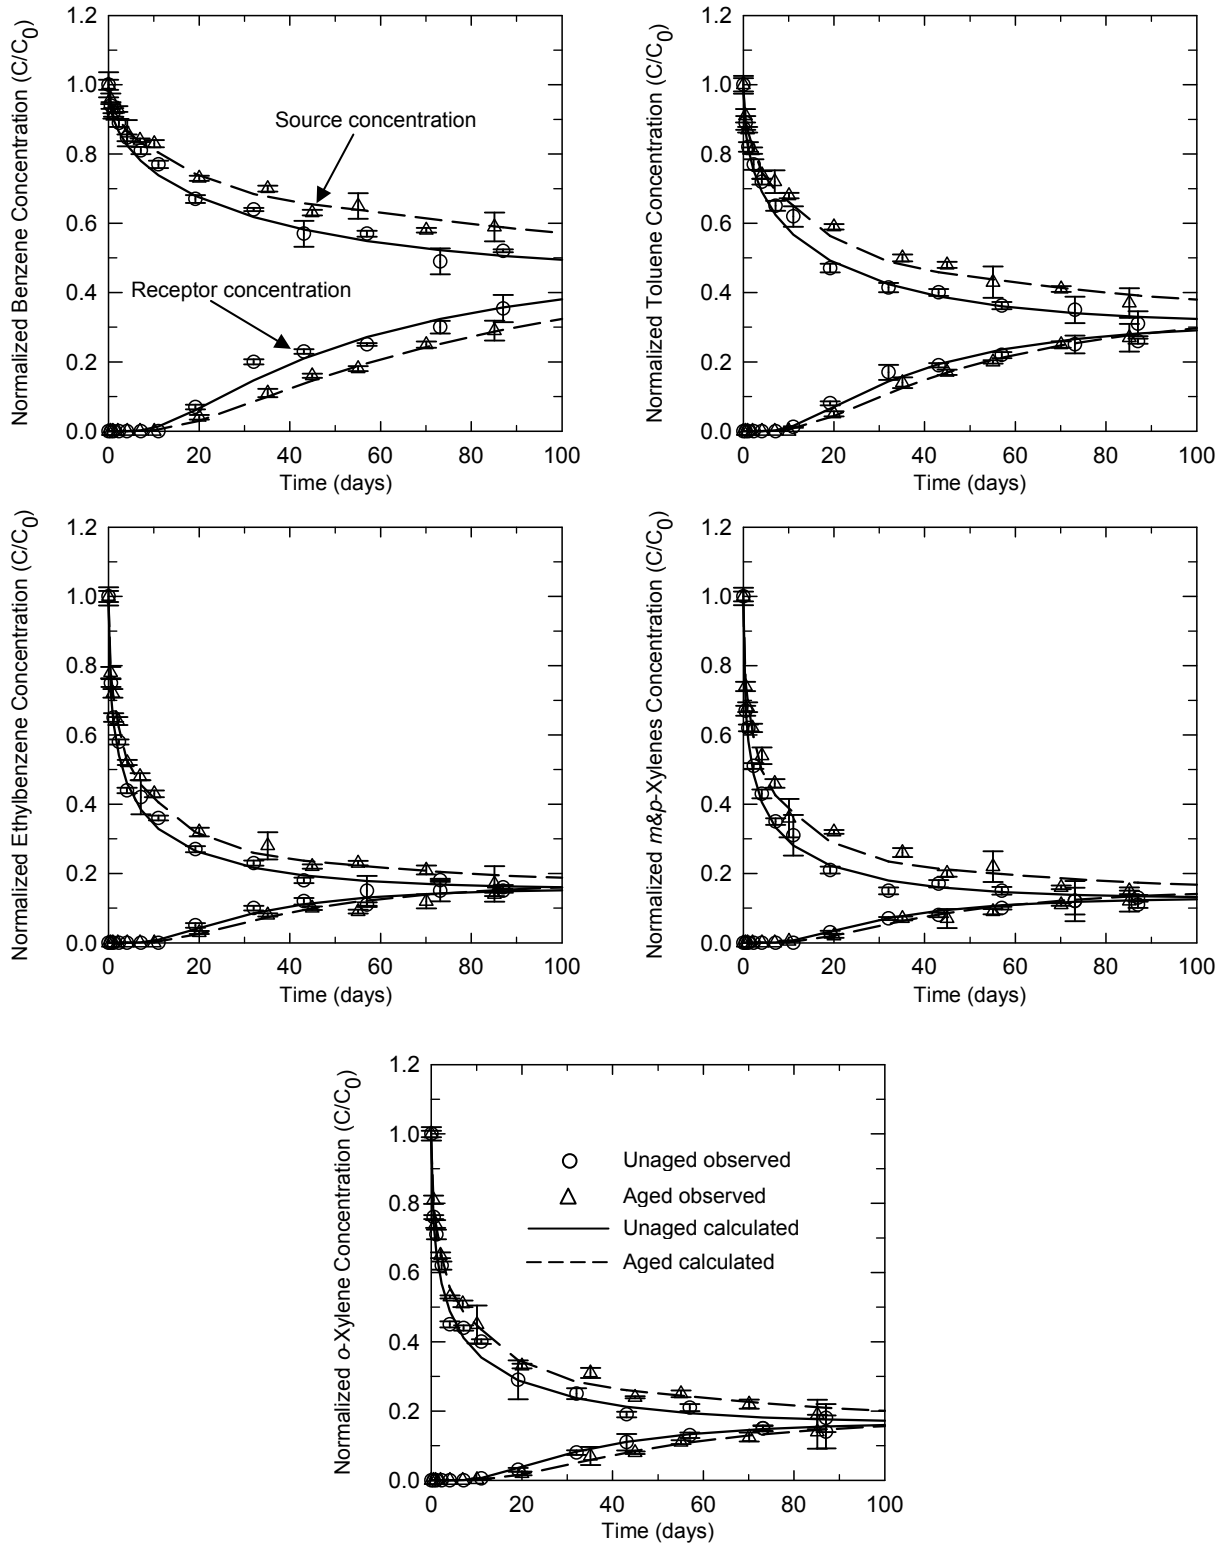 Normalized Benzene Concentration (C/C0)
1.2
1.0
0.8
0.6
0.4
0.2
0.0
Source concentration
Receptor concentration
0 20 40 60 80 100
Time (days)
Normalized Toluene Concentration (C/C0)
1.2
1.0
0.8
0.6
0.4
0.2
0.0
0 20 40 60 80 100
Time (days)
Normalized Ethylbenzene Concentration (C/C0)
1.2
1.0
0.8
0.6
0.4
0.2
0.0
0 20 40 60 80 100
Time (days)
Normalized m&p-Xylenes Concentration (C/C0)
1.2
1.0
0.8
0.6
0.4
0.2
0.0
0 20 40 60 80 100
Time (days)
Normalized o-Xylene Concentration (C/C0)
1.2
1.0
0.8
0.6
0.4
0.2
0.0
Unaged observed
Aged observed
Unaged calculated
Aged calculated
0 20 40 60 80 100
Time (days)